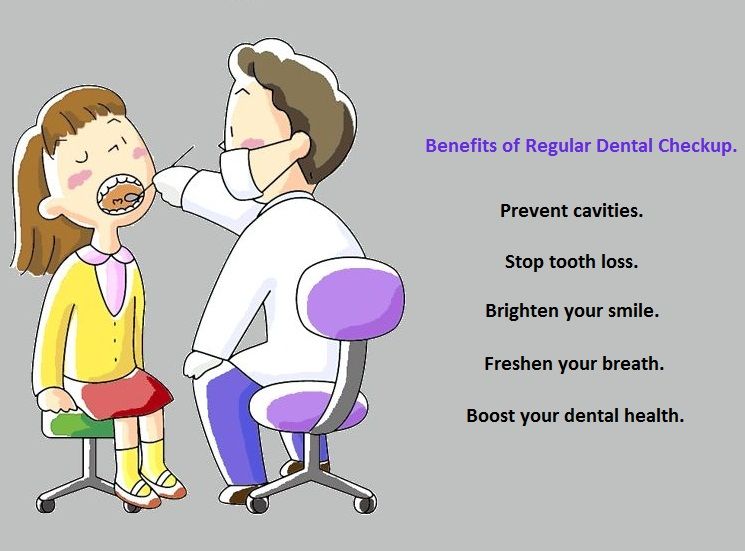 Benefits of Regular Dental Checkup.
Prevent cavities.
Stop tooth loss.
Brighten your smile.
Freshen your breath.
Boost your dental health.